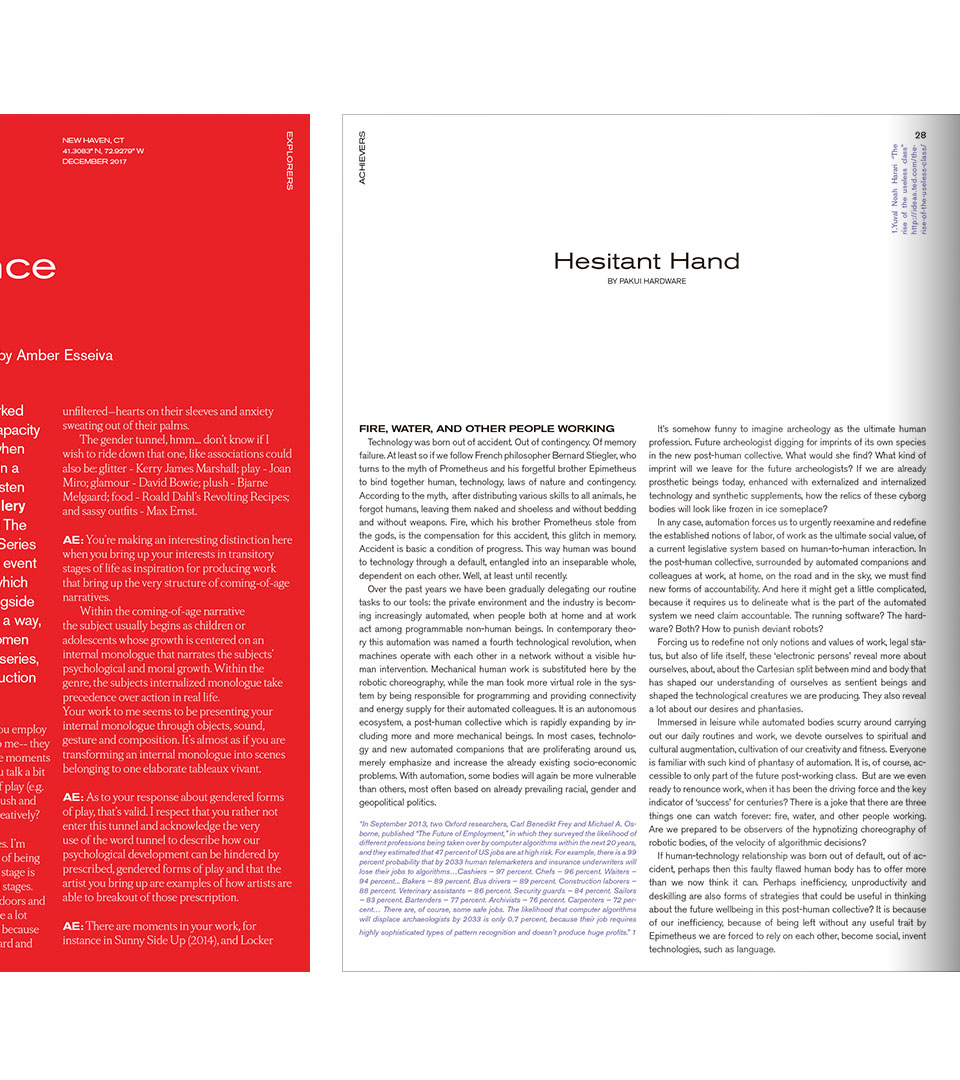 NEW HAVEN, CT
41.3083° N, 72.9279° W
DECEMBER 2017
EXPLORERS
nce
by Amber Esseiva
rked
apacity
when
n a
sten
lery
The
Series
event
which
gside
a way,
omen
series,
uction
ou employ
o me-- they
e moments
u talk a bit
f play (e.g.
ush and
eatively?
es. I'm
of being
stage is
stages.
doors and
e a lot
because
ard and
unfiltered—hearts on their sleeves and anxiety
sweating out of their palms.
The gender tunnel, hmm... don't know if I
wish to ride down that one, like associations could
also be: glitter - Kerry James Marshall; play - Joan
Miro; glamour - David Bowie; plush - Bjarne
Melgaard; food - Roald Dahl's Revolting Recipes;
and sassy outfits - Max Ernst.
AE: You're making an interesting distinction here
when you bring up your interests in transitory
stages of life as inspiration for producing work
that bring up the very structure of coming-of-age
narratives.
Within the coming-of-age narrative
the subject usually begins as children or
adolescents whose growth is centered on an
internal monologue that narrates the subjects'
psychological and moral growth. Within the
genre, the subjects internalized monologue take
precedence over action in real life.
Your work to me seems to be presenting your
internal monologue through objects, sound,
gesture and composition. It's almost as if you are
transforming an internal monologue into scenes
belonging to one elaborate tableaux vivant.
AE: As to your response about gendered forms
of play, that's valid. I respect that you rather not
enter this tunnel and acknowledge the very
use of the word tunnel to describe how our
psychological development can be hindered by
prescribed, gendered forms of play and that the
artist you bring up are examples of how artists are
able to breakout of those prescription.
AE: There are moments in your work, for
instance in Sunny Side Up (2014), and Locker
ACHIEVERS
28
1.Yuval Noah Harari "The
rise of the useless class"
http://ideas.ted.com/the-
rise-of-the-useless-class/
Hesitant Hand
BY PAKUI HARDWARE
FIRE, WATER, AND OTHER PEOPLE WORKING
Technology was born out of accident. Out of contingency. Of memory
failure. At least so if we follow French philosopher Bernard Stiegler, who
turns to the myth of Prometheus and his forgetful brother Epimetheus
to bind together human, technology, laws of nature and contingency.
According to the myth, after distributing various skills to all animals, he
forgot humans, leaving them naked and shoeless and without bedding
and without weapons. Fire, which his brother Prometheus stole from
the gods, is the compensation for this accident, this glitch in memory.
Accident is basic a condition of progress. This way human was bound
to technology through a default, entangled into an inseparable whole,
dependent on each other. Well, at least until recently.
Over the past years we have been gradually delegating our routine
tasks to our tools: the private environment and the industry is becom-
ing increasingly automated, when people both at home and at work
act among programmable non-human beings. In contemporary theo-
ry this automation was named a fourth technological revolution, when
machines operate with each other in a network without a visible hu-
man intervention. Mechanical human work is substituted here by the
robotic choreography, while the man took more virtual role in the sys-
tem by being responsible for programming and providing connectivity
and energy supply for their automated colleagues. It is an autonomous
ecosystem, a post-human collective which is rapidly expanding by in-
cluding more and more mechanical beings. In most cases, technolo-
gy and new automated companions that are proliferating around us,
merely emphasize and increase the already existing socio-economic
problems. With automation, some bodies will again be more vulnerable
than others, most often based on already prevailing racial, gender and
geopolitical politics.
"In September 2013, two Oxford researchers, Carl Benedikt Frey and Michael A. Os-
borne, published "The Future of Employment," in which they surveyed the likelihood of
different professions being taken over by computer algorithms within the next 20 years,
and they estimated that 47 percent of US jobs are at high risk. For example, there is a 99
percent probability that by 2033 human telemarketers and insurance underwriters will
lose their jobs to algorithms...Cashiers – 97 percent. Chefs – 96 percent. Waiters –
94 percent... Bakers – 89 percent. Bus drivers – 89 percent. Construction laborers –
88 percent. Veterinary assistants – 86 percent. Security guards – 84 percent. Sailors
– 83 percent. Bartenders – 77 percent. Archivists – 76 percent. Carpenters – 72 per-
cent... There are, of course, some safe jobs. The likelihood that computer algorithms
will displace archaeologists by 2033 is only 0.7 percent, because their job requires
highly sophisticated types of pattern recognition and doesn't produce huge profits." 1
It's somehow funny to imagine archeology as the ultimate human
profession. Future archeologist digging for imprints of its own species
in the new post-human collective. What would she find? What kind of
imprint will we leave for the future archeologists? If we are already
prosthetic beings today, enhanced with externalized and internalized
technology and synthetic supplements, how the relics of these cyborg
bodies will look like frozen in ice someplace?
In any case, automation forces us to urgently reexamine and redefine
the established notions of labor, of work as the ultimate social value, of
a current legislative system based on human-to-human interaction. In
the post-human collective, surrounded by automated companions and
colleagues at work, at home, on the road and in the sky, we must find
new forms of accountability. And here it might get a little complicated,
because it requires us to delineate what is the part of the automated
system we need claim accountable. The running software? The hard-
ware? Both? How to punish deviant robots?
Forcing us to redefine not only notions and values of work, legal sta-
tus, but also of life itself, these 'electronic persons' reveal more about
ourselves, about, about the Cartesian split between mind and body that
has shaped our understanding of ourselves as sentient beings and
shaped the technological creatures we are producing. They also reveal
a lot about our desires and phantasies.
Immersed in leisure while automated bodies scurry around carrying
out our daily routines and work, we devote ourselves to spiritual and
cultural augmentation, cultivation of our creativity and fitness. Everyone
is familiar with such kind of phantasy of automation. It is, of course, ac-
cessible to only part of the future post-working class. But are we even
ready to renounce work, when it has been the driving force and the key
indicator of 'success' for centuries? There is a joke that there are three
things one can watch forever: fire, water, and other people working.
Are we prepared to be observers of the hypnotizing choreography of
robotic bodies, of the velocity of algorithmic decisions?
If human-technology relationship was born out of default, out of ac-
cident, perhaps then this faulty flawed human body has to offer more
than we now think it can. Perhaps inefficiency, unproductivity and
deskilling are also forms of strategies that could be useful in thinking
about the future wellbeing in this post-human collective? It is because
of our inefficiency, because of being left without any useful trait by
Epimetheus we are forced to rely on each other, become social, invent
technologies, such as language.